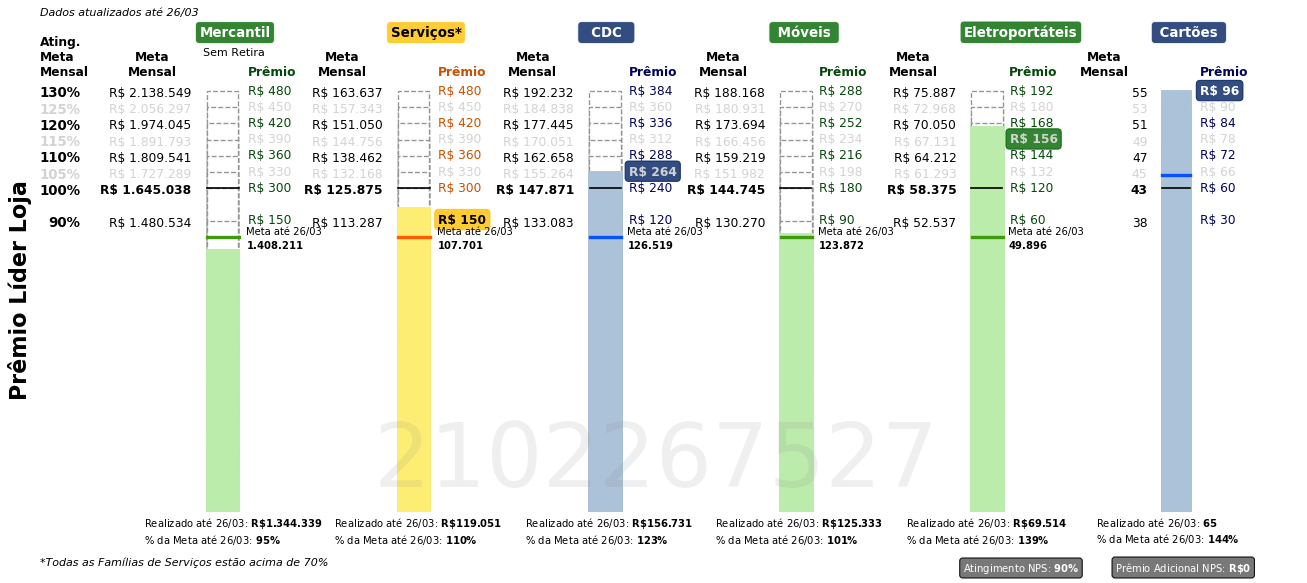 Dados atualizados até 26/03
Mercantil Serviços* CDC Móveis Eletroportáteis Cartões
Sem Retira
Ating. Meta Mensal Meta Mensal Prêmio Meta Mensal Prêmio Meta Mensal Prêmio Meta Mensal Prêmio Meta Mensal Prêmio Meta Mensal Prêmio
130% R$ 2.138.549 R$ 480 R$ 163.637 R$ 480 R$ 192.232 R$ 384 R$ 188.168 R$ 288 R$ 75.887 R$ 192 55 R$ 96
125% R$ 2.056.297 R$ 450 R$ 157.343 R$ 450 R$ 184.838 R$ 360 R$ 180.931 R$ 270 R$ 72.968 R$ 180 53 R$ 90
120% R$ 1.974.045 R$ 420 R$ 151.050 R$ 420 R$ 177.445 R$ 336 R$ 173.694 R$ 252 R$ 70.050 R$ 168 51 R$ 84
115% R$ 1.891.793 R$ 390 R$ 144.756 R$ 390 R$ 170.051 R$ 312 R$ 166.456 R$ 234 R$ 67.131 R$ 156 49 R$ 78
110% R$ 1.809.541 R$ 360 R$ 138.462 R$ 360 R$ 162.658 R$ 288 R$ 159.219 R$ 216 R$ 64.212 R$ 144 47 R$ 72
105% R$ 1.727.289 R$ 330 R$ 132.168 R$ 330 R$ 155.264 R$ 264 R$ 151.982 R$ 198 R$ 61.293 R$ 132 45 R$ 66
100% R$ 1.645.038 R$ 300 R$ 125.875 R$ 300 R$ 147.871 R$ 240 R$ 144.745 R$ 180 R$ 58.375 R$ 120 43 R$ 60
90% R$ 1.480.534 R$ 150 R$ 113.287 R$ 150 R$ 133.083 R$ 120 R$ 130.270 R$ 90 R$ 52.537 R$ 60 38 R$ 30
Meta até 26/03 Meta até 26/03 Meta até 26/03 Meta até 26/03 Meta até 26/03
1.408.211 107.701 126.519 123.872 49.896
Prêmio Líder Loja
21022267527
Realizado até 26/03: R$1.344.339 Realizado até 26/03: R$119.051 Realizado até 26/03: R$156.731 Realizado até 26/03: R$125.333 Realizado até 26/03: R$69.514 Realizado até 26/03: 65
% da Meta até 26/03: 95% % da Meta até 26/03: 110% % da Meta até 26/03: 123% % da Meta até 26/03: 101% % da Meta até 26/03: 139% % da Meta até 26/03: 144%
*Todas as Famílias de Serviços estão acima de 70%
Atingimento NPS: 90% Prêmio Adicional NPS: R$0